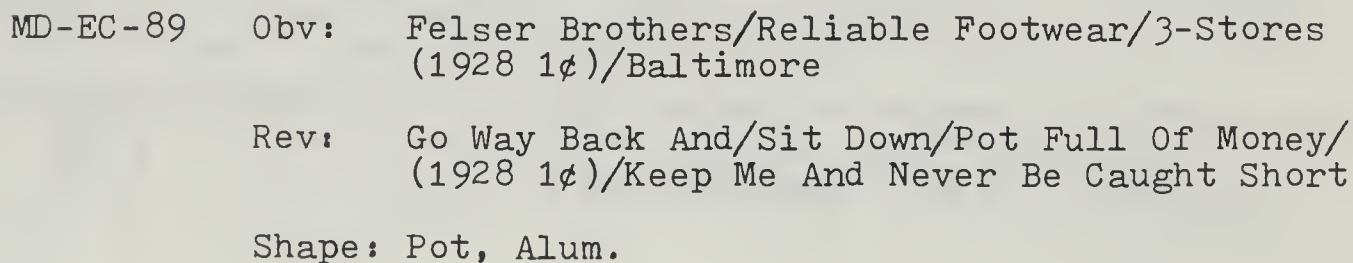 MD-EC-89 Obv: Felser Brothers/Reliable Footwear/3-Stores
(1928 1¢)/Baltimore
Rev: Go Way Back And/Sit Down/Pot Full Of Money/
(1928 1¢)/Keep Me And Never Be Caught Short
Shape: Pot, Alum.